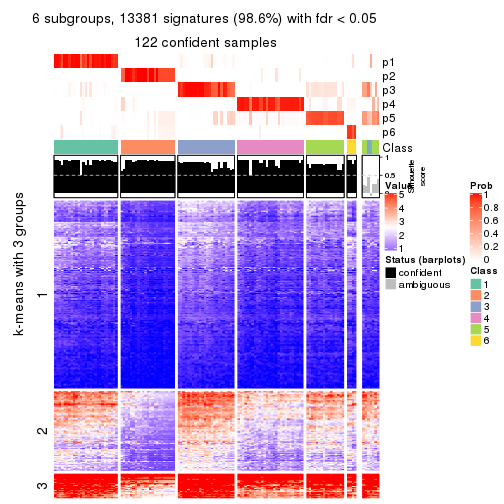 6 subgroups, 13381 signatures (98.6%) with fdr < 0.05
122 confident samples
p1
p2
p3
p4
p5
p6
Class
1
0.5
0
Silhouette
score
k-means with 3 groups
1
2
3
Value
5
4
3
2
1
Status (barplots)
confident
ambiguous
Prob
1
0.8
0.6
0.4
0.2
0
Class
1
2
3
4
5
6